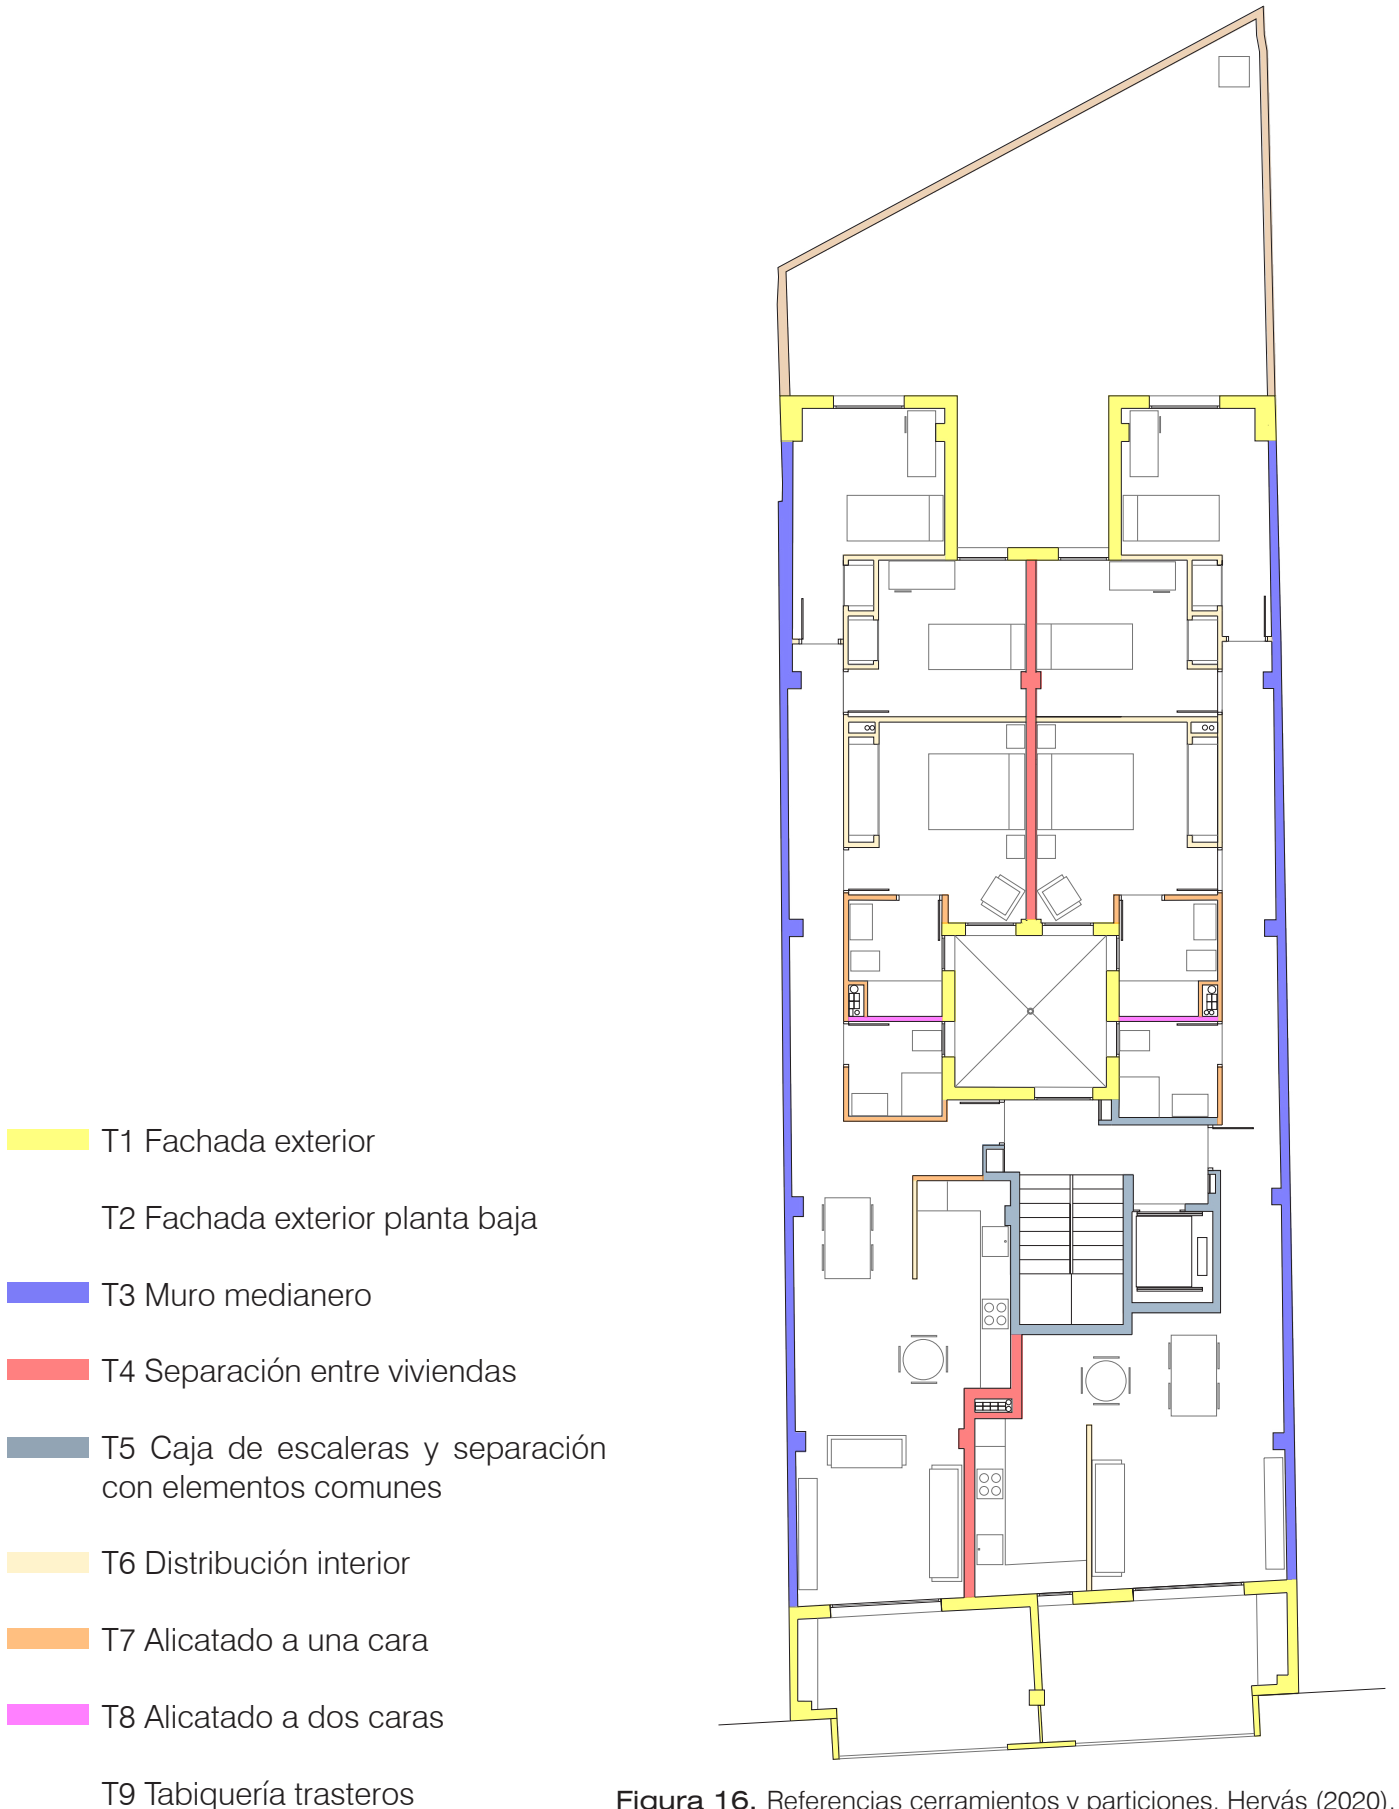 T1 Fachada exterior
T2 Fachada exterior planta baja
T3 Muro medianero
T4 Separación entre viviendas
T5 Caja de escaleras y separación
con elementos comunes
T6 Distribución interior
T7 Alicatado a una cara
T8 Alicatado a dos caras
T9 Tabiquería trasteros
Figura 16. Referencias cerramientos y particiones. Hervás (2020).